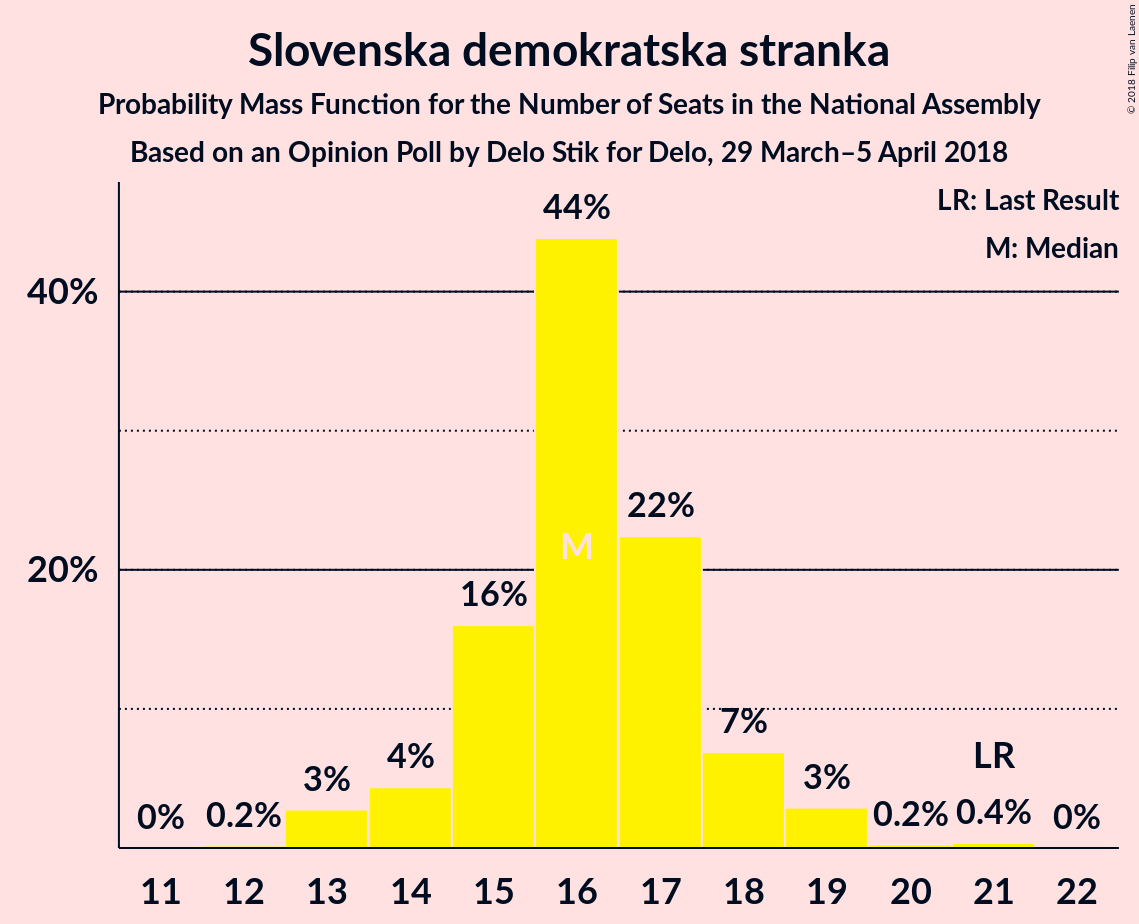 Slovenska demokratska stranka
Probability Mass Function for the Number of Seats in the National Assembly
Based on an Opinion Poll by Delo Stik for Delo, 29 March–5 April 2018
© 2018 Filip van Laenen
LR: Last Result
M: Median
40%
20%
0%
0.2%
3%
4%
16%
44%
M
22%
7%
3%
0.2%
LR
0.4%
0%
11 12 13 14 15 16 17 18 19 20 21 22